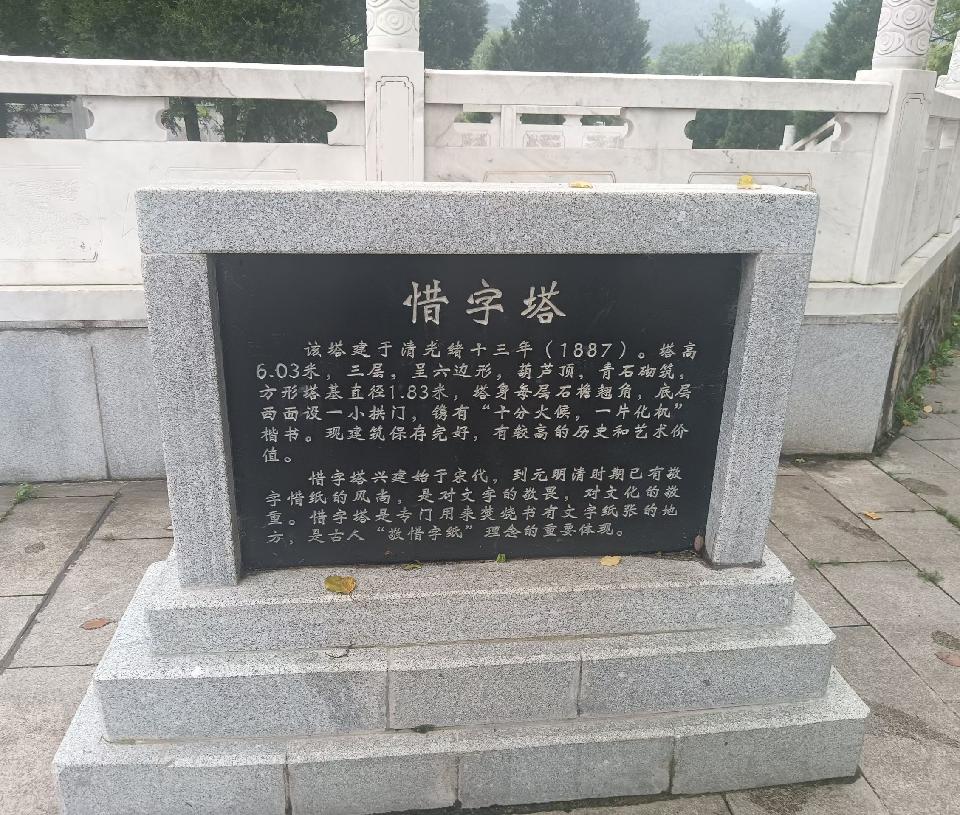 惜字塔
该塔建于清光绪十三年（1887）。塔高
6.03米，三层，呈六边形，葫芦顶，青石砌筑，
方形塔基直径1.83米，塔身每层石檐翘角，底层
西面设一小拱门，镌有“十分火候，一片化机”
楷书。现建筑保存完好，有较高的历史和艺术价
值。
惜字塔兴建始于宋代，到元明清时期已有敬
字惜纸的风尚，是对文字的敬畏，对文化的敬
重。惜字塔是专门用来焚烧书有文字纸张的地
方，是古人“敬惜字纸”理念的重要体现。